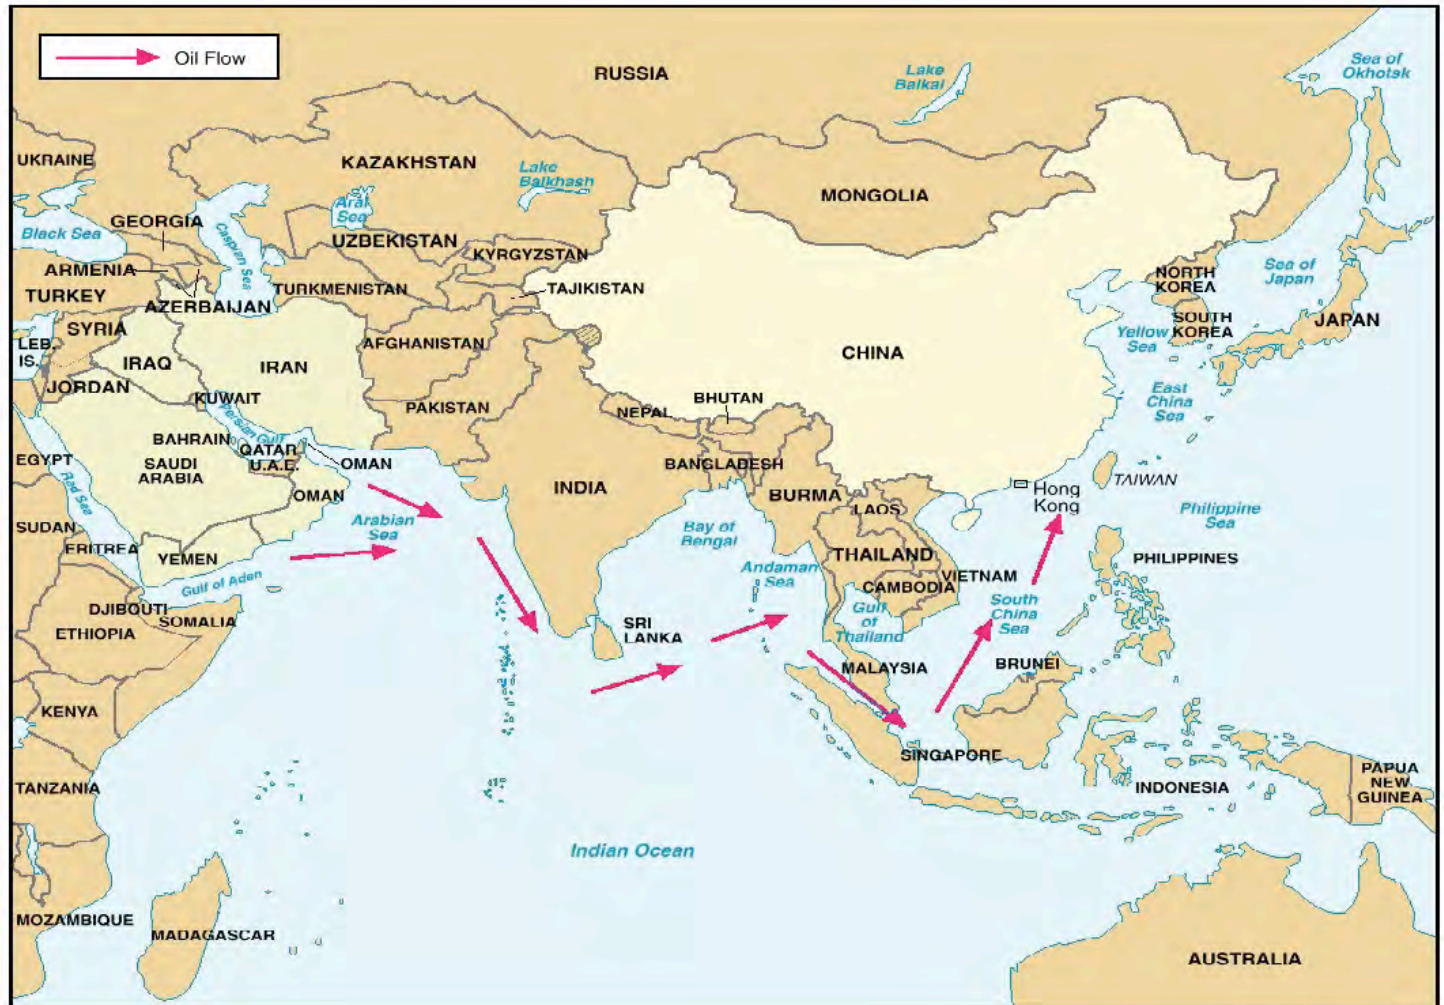 Oil Flow
RUSSIA
Lake
Baikal
Sea of
Okhotsk
UKRAINE
KAZAKHSTAN
Lake
Balkhash
MONGOLIA
Aral
Sea
GEORGIA
Black Sea
Caspian Sea
UZBEKISTAN
KYRGYZSTAN
ARMENIA
TURKEY
AZERBAIJAN
TURKMENISTAN
TAJIKISTAN
NORTH
KOREA
Sea of
Japan
SYRIA
LEB.
IS.
IRAQ
IRAN
AFGHANISTAN
CHINA
Yellow
Sea
SOUTH
KOREA
JAPAN
JORDAN
KUWAIT
Persian Gulf
PAKISTAN
NEPAL
BHUTAN
East
China
Sea
EGYPT
BAHRAIN
QATAR
U.A.E.
OMAN
SAUDI
ARABIA
Red Sea
OMAN
INDIA
BANGLADESH
BURMA
LAOS
Hong
Kong
TAIWAN
SUDAN
ERITREA
YEMEN
Arabian
Sea
Bay of
Bengal
THAILAND
Philippine
Sea
Gulf of Aden
Andaman
Sea
CAMBODIA
VIETNAM
PHILIPPINES
DJIBOUTI
SOMALIA
ETHIOPIA
SRI
LANKA
Gulf
of
Thailand
South
China
Sea
MALAYSIA
BRUNEI
KENYA
SINGAPORE
TANZANIA
INDONESIA
PAPUA
NEW
GUINEA
Indian Ocean
MOZAMBIQUE
MADAGASCAR
AUSTRALIA